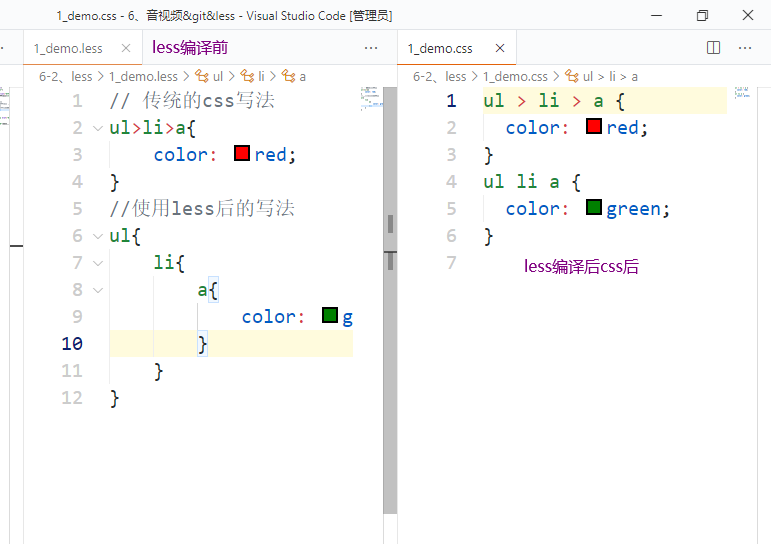 1_demo.css - 6、音视频&git&less - Visual Studio Code [管理员]
1_demo.less
less编译前
6-2、less > 1_demo.less > ul > li > a
1 // 传统的css写法
2 ul>li>a{
3 color: red;
4 }
5 //使用less后的写法
6 ul{
7 li{
8 a{
9 color: g
10 }
11 }
12 }
1_demo.css
6-2、less > 1_demo.css > ul > li > a
1 ul > li > a {
2 color: red;
3 }
4 ul li a {
5 color: green;
6 }
7
less编译后css后